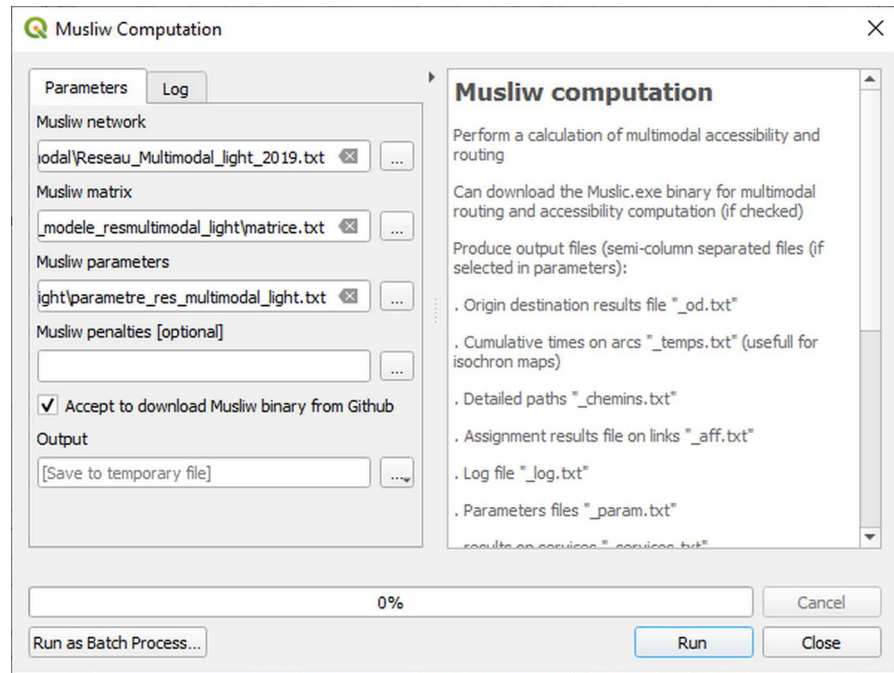 Musliw Computation
Parameters
Log
Musliw network
odal\Reseau_Multimodal_light_2019.txt
...
Musliw matrix
_modele_resmultimodal_light\matrice.txt
...
Musliw parameters
ight\parametre_res_multimodal_light.txt
...
Musliw penalties [optional]
...
Accept to download Musliw binary from Github
Output
[Save to temporary file]
...
Musliw computation
Perform a calculation of multimodal accessibility and
routing
Can download the Muslic.exe binary for multimodal
routing and accessibility computation (if checked)
Produce output files (semi-column separated files (if
selected in parameters):
. Origin destination results file "_od.txt"
. Cumulative times on arcs "_temps.txt" (usefull for
isochron maps)
. Detailed paths "_chemins.txt"
. Assignment results file on links "_aff.txt"
. Log file "_log.txt"
. Parameters files "_param.txt"
results on services "_services.txt"
0%
Cancel
Run as Batch Process...
Run
Close